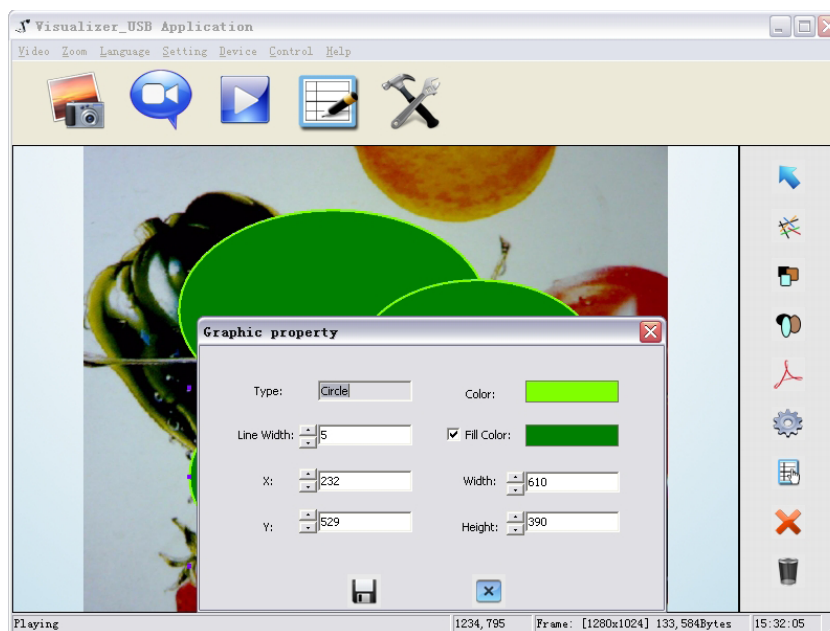 Visualizer_USB Application
Video Zoom Language Setting Device Control Help
Graphic property
Type: Circle Color:
Line Width: 5 Fill Color:
X: 232 Width: 610
Y: 529 Height: 390
Playing 1234,795 Frame: [1280x1024] 133,584Bytes 15:32:05